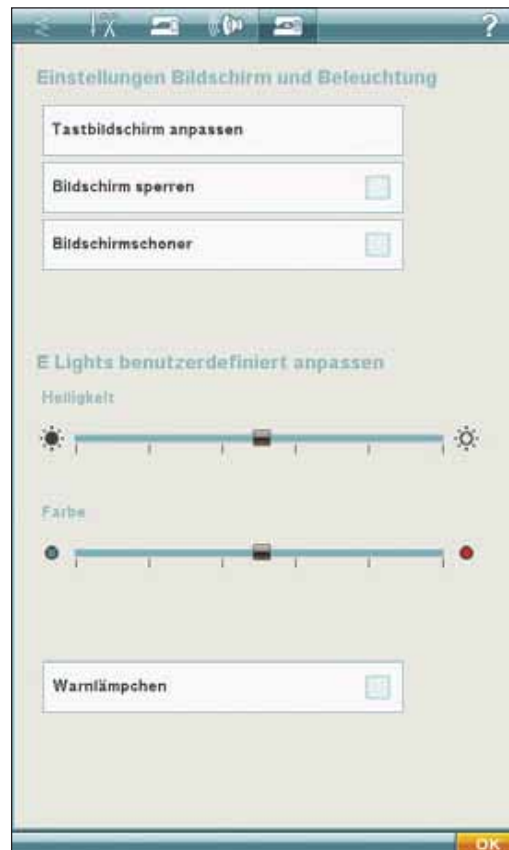 ?
Einstellungen Bildschirm und Beleuchtung
Tastbildschirm anpassen
Bildschirm sperren
Bildschirmschoner
E Lights benutzerdefiniert anpassen
Helligkeit
Farbe
Warnlämpchen
OK